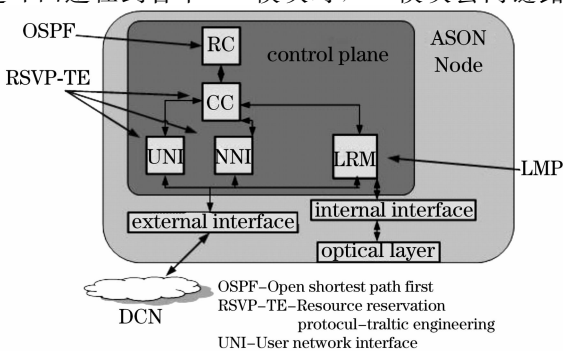 OSPF
RC
ASON
Node
control plane
RSVP-TE
CC
UNI
NNI
LRM
LMP
external interface
internal interface
optical layer
DCN
OSPF-Open shortest path first
RSVP-TE-Resource reservation
protocul-traltic engineering
UNI-User network interface